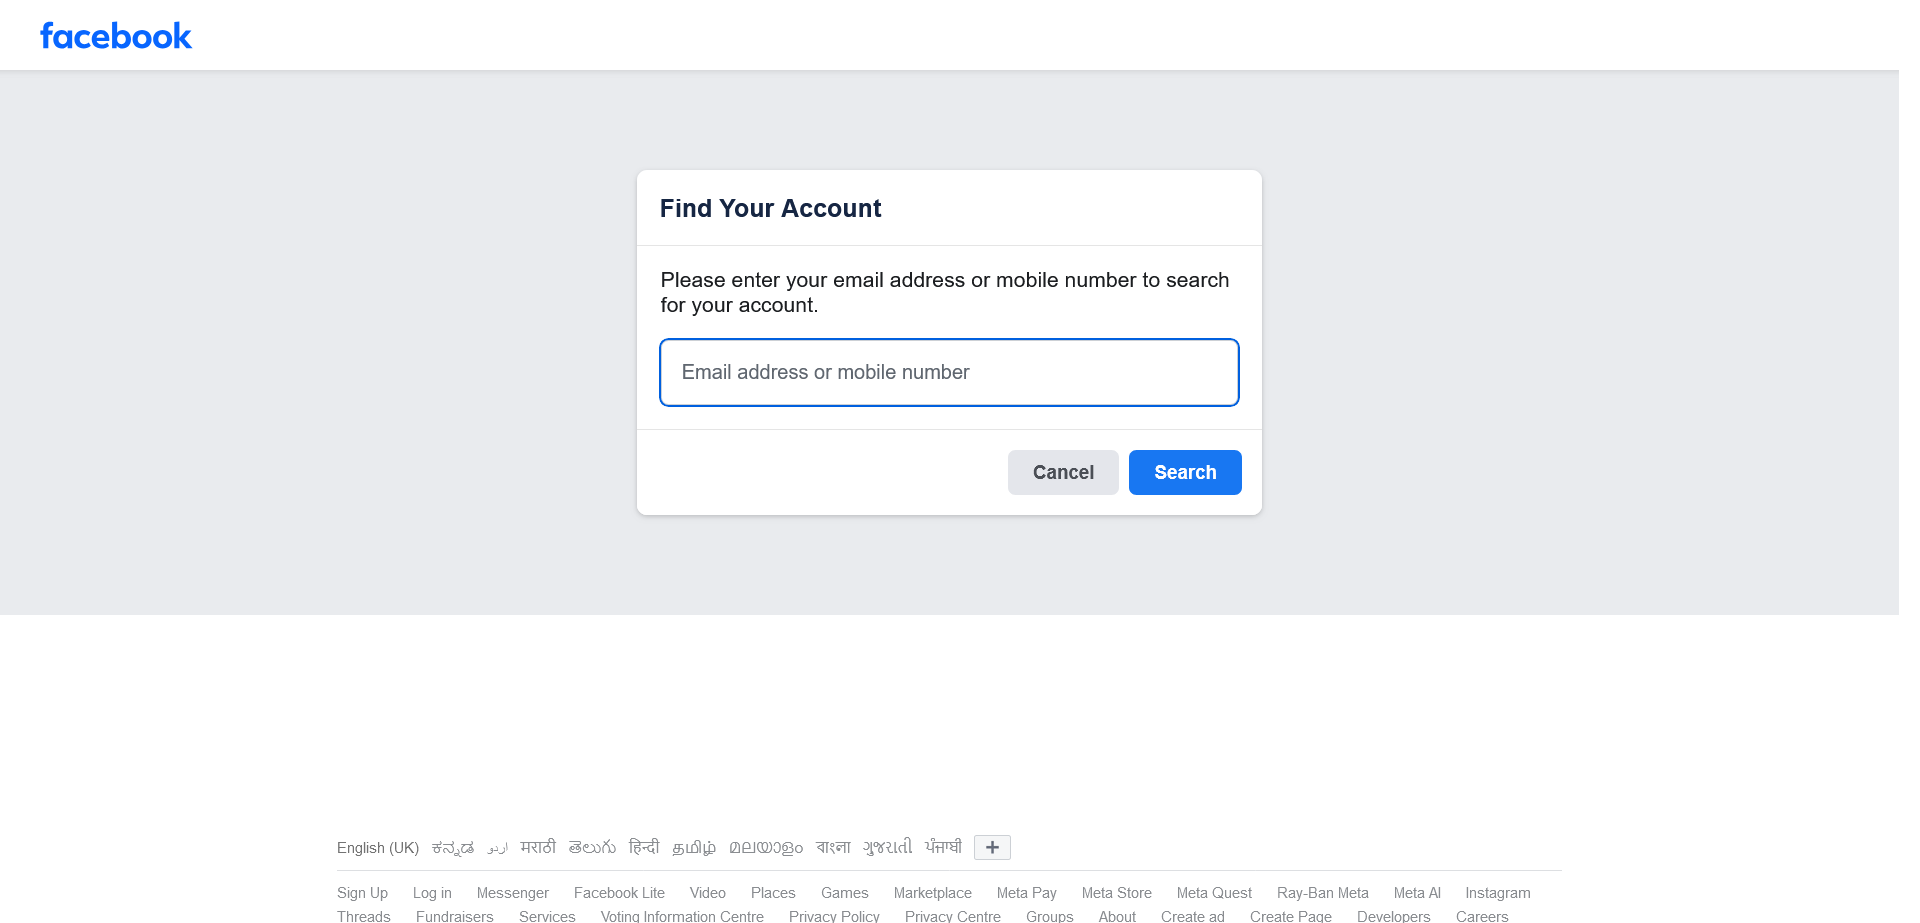 facebook
Find Your Account
Please enter your email address or mobile number to search
for your account.
Email address or mobile number
Cancel Search
English (UK) ಕನ್ನಡ اردو मराठी తెలుగు हिन्दी தமிழ் മലയാളം বাংলা ગુજરાતી ਪੰਜਾਬੀ +
Sign Up Log in Messenger Facebook Lite Video Places Games Marketplace Meta Pay Meta Store Meta Quest Ray-Ban Meta Meta AI Instagram
Threads Fundraisers Services Voting Information Centre Privacy Policy Privacy Centre Groups About Create ad Create Page Developers Careers